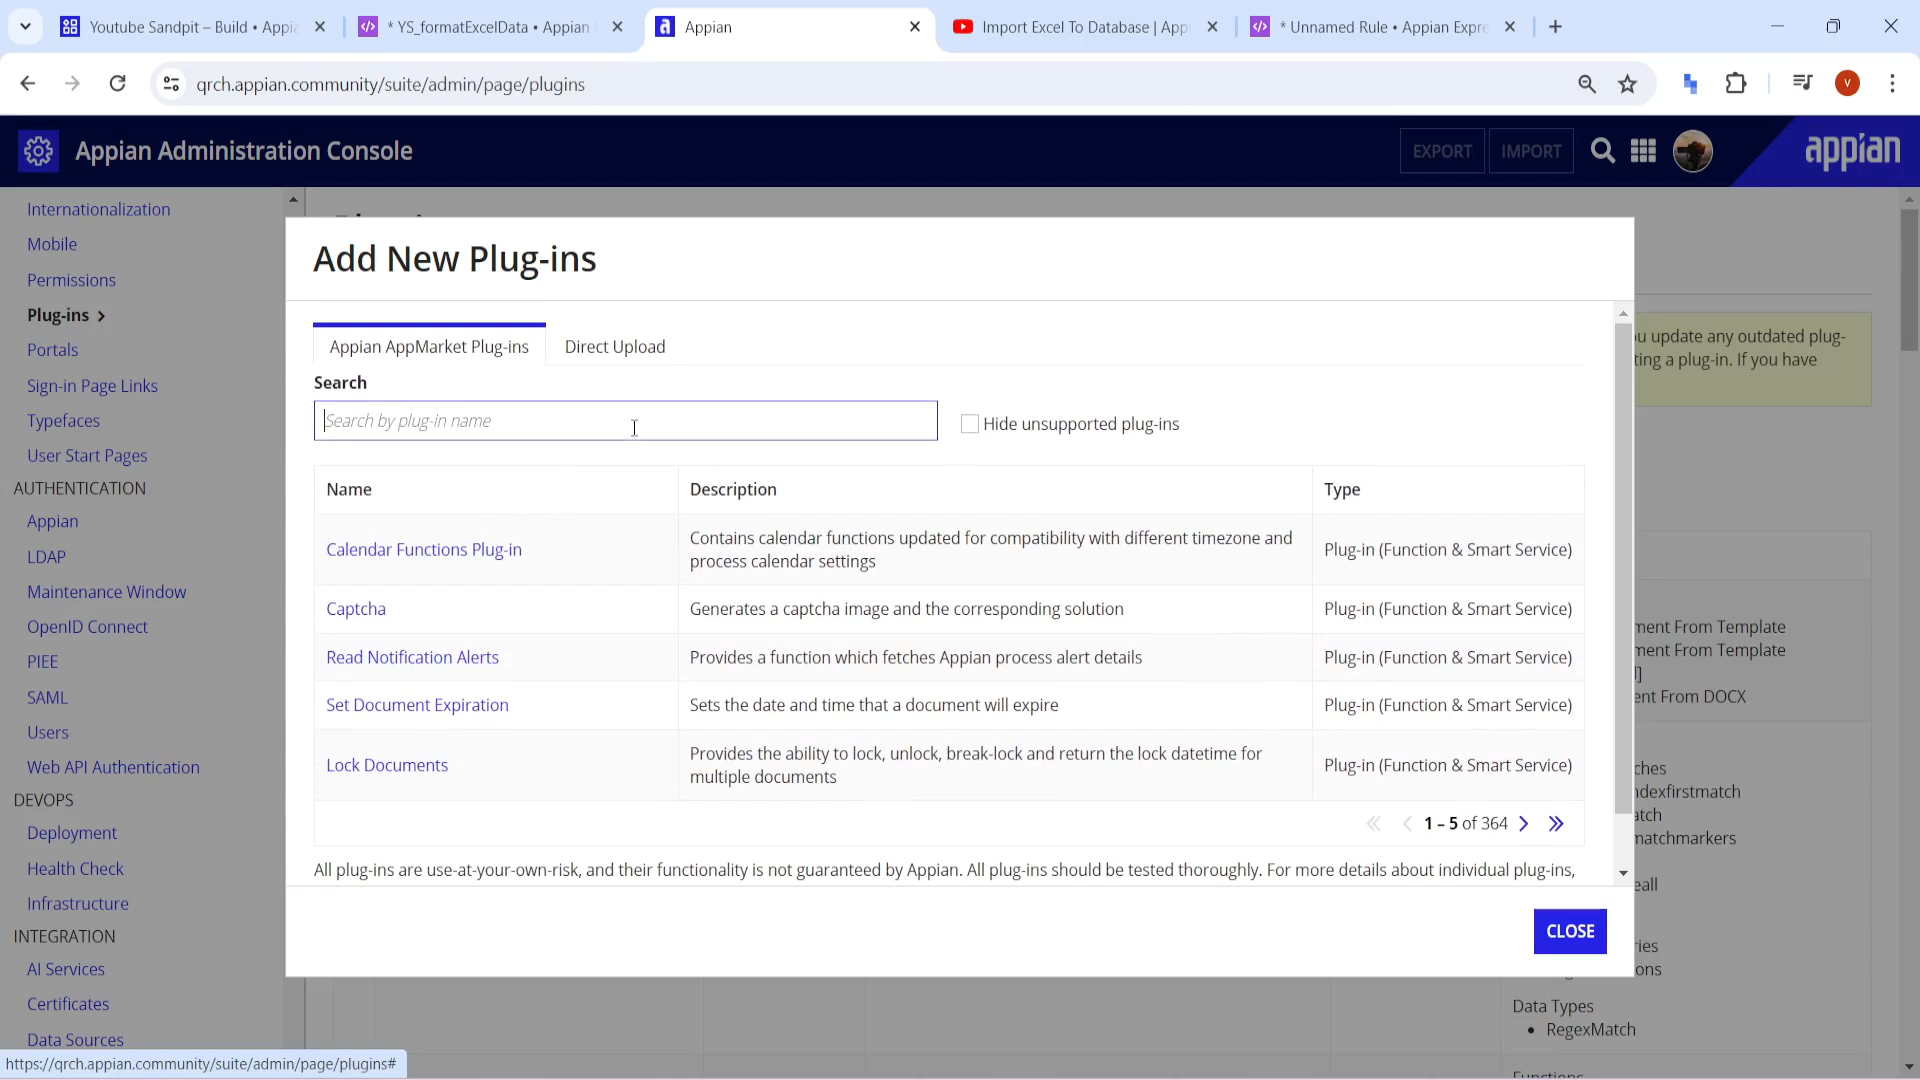 Youtube Sandpit – Build • Appia
* YS_formatExcelData • Appian
Appian
Import Excel To Database | App
* Unnamed Rule • Appian Expre
qrch.appian.community/suite/admin/page/plugins
V
Appian Administration Console
EXPORT
IMPORT
appian
Internationalization
Mobile
Permissions
Plug-ins
Portals
Sign-in Page Links
Typefaces
User Start Pages
AUTHENTICATION
Appian
LDAP
Maintenance Window
OpenID Connect
PIEE
SAML
Users
Web API Authentication
DEVOPS
Deployment
Health Check
Infrastructure
INTEGRATION
AI Services
Certificates
Data Sources
https://qrch.appian.community/suite/admin/page/plugins#
Add New Plug-ins
Appian AppMarket Plug-ins
Direct Upload
Search
Search by plug-in name
Hide unsupported plug-ins
Name Description Type
Calendar Functions Plug-in
Contains calendar functions updated for compatibility with different timezone and
process calendar settings
Plug-in (Function & Smart Service)
Captcha
Generates a captcha image and the corresponding solution
Plug-in (Function & Smart Service)
Read Notification Alerts
Provides a function which fetches Appian process alert details
Plug-in (Function & Smart Service)
Set Document Expiration
Sets the date and time that a document will expire
Plug-in (Function & Smart Service)
Lock Documents
Provides the ability to lock, unlock, break-lock and return the lock datetime for
multiple documents
Plug-in (Function & Smart Service)
1 – 5 of 364
All plug-ins are use-at-your-own-risk, and their functionality is not guaranteed by Appian. All plug-ins should be tested thoroughly. For more details about individual plug-ins,
CLOSE
u update any outdated plug-
ting a plug-in. If you have
ment From Template
ment From Template
]
ent From DOCX
ches
ndexfirstmatch
atch
matchmarkers
eall
ries
ons
Data Types
• RegexMatch